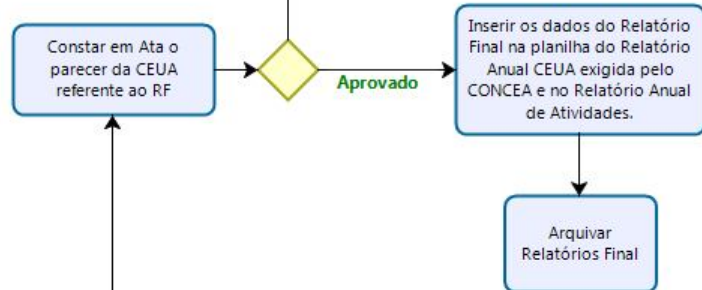 Constar em Ata o
parecer da CEUA
referente ao RF
Aprovado
Inserir os dados do Relatório
Final na planilha do Relatório
Anual CEUA exigida pelo
CONCEA e no Relatório Anual
de Atividades.
Arquivar
Relatórios Final